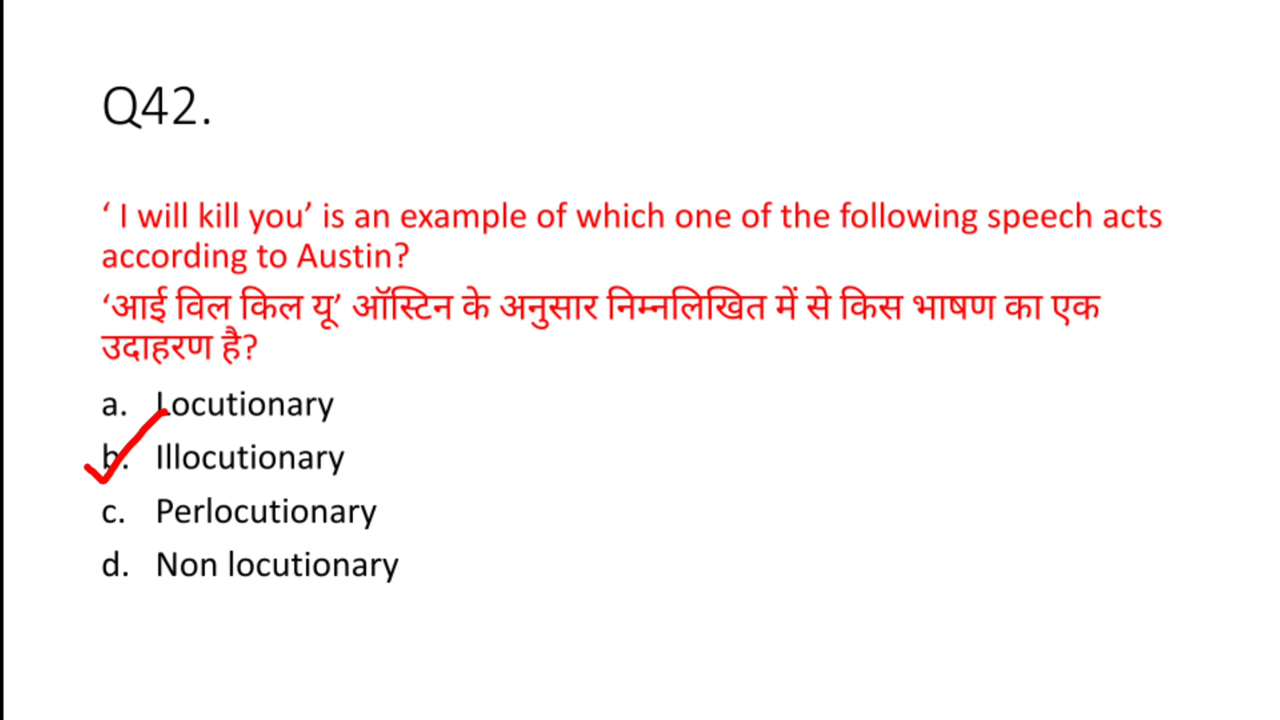 Q42.
‘ I will kill you’ is an example of which one of the following speech acts
according to Austin?
‘आई विल किल यू’ ऑस्टिन के अनुसार निम्नलिखित में से किस भाषण का एक
उदाहरण है?
a. Locutionary
b. Illocutionary
c. Perlocutionary
d. Non locutionary